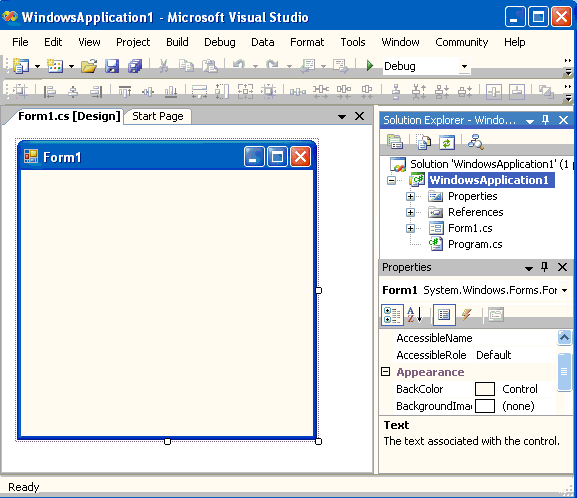 WindowsApplication1 - Microsoft Visual Studio
File Edit View Project Build Debug Data Format Tools Window Community Help
Debug
Form1.cs [Design] Start Page
Form1
Solution Explorer - Windo...
Solution 'WindowsApplication1' (1 p
WindowsApplication1
Properties
References
Form1.cs
Program.cs
Properties
Form1 System.Windows.Forms.For
AccessibleName
AccessibleRole Default
Appearance
BackColor Control
BackgroundImag (none)
Text
The text associated with the control.
Ready